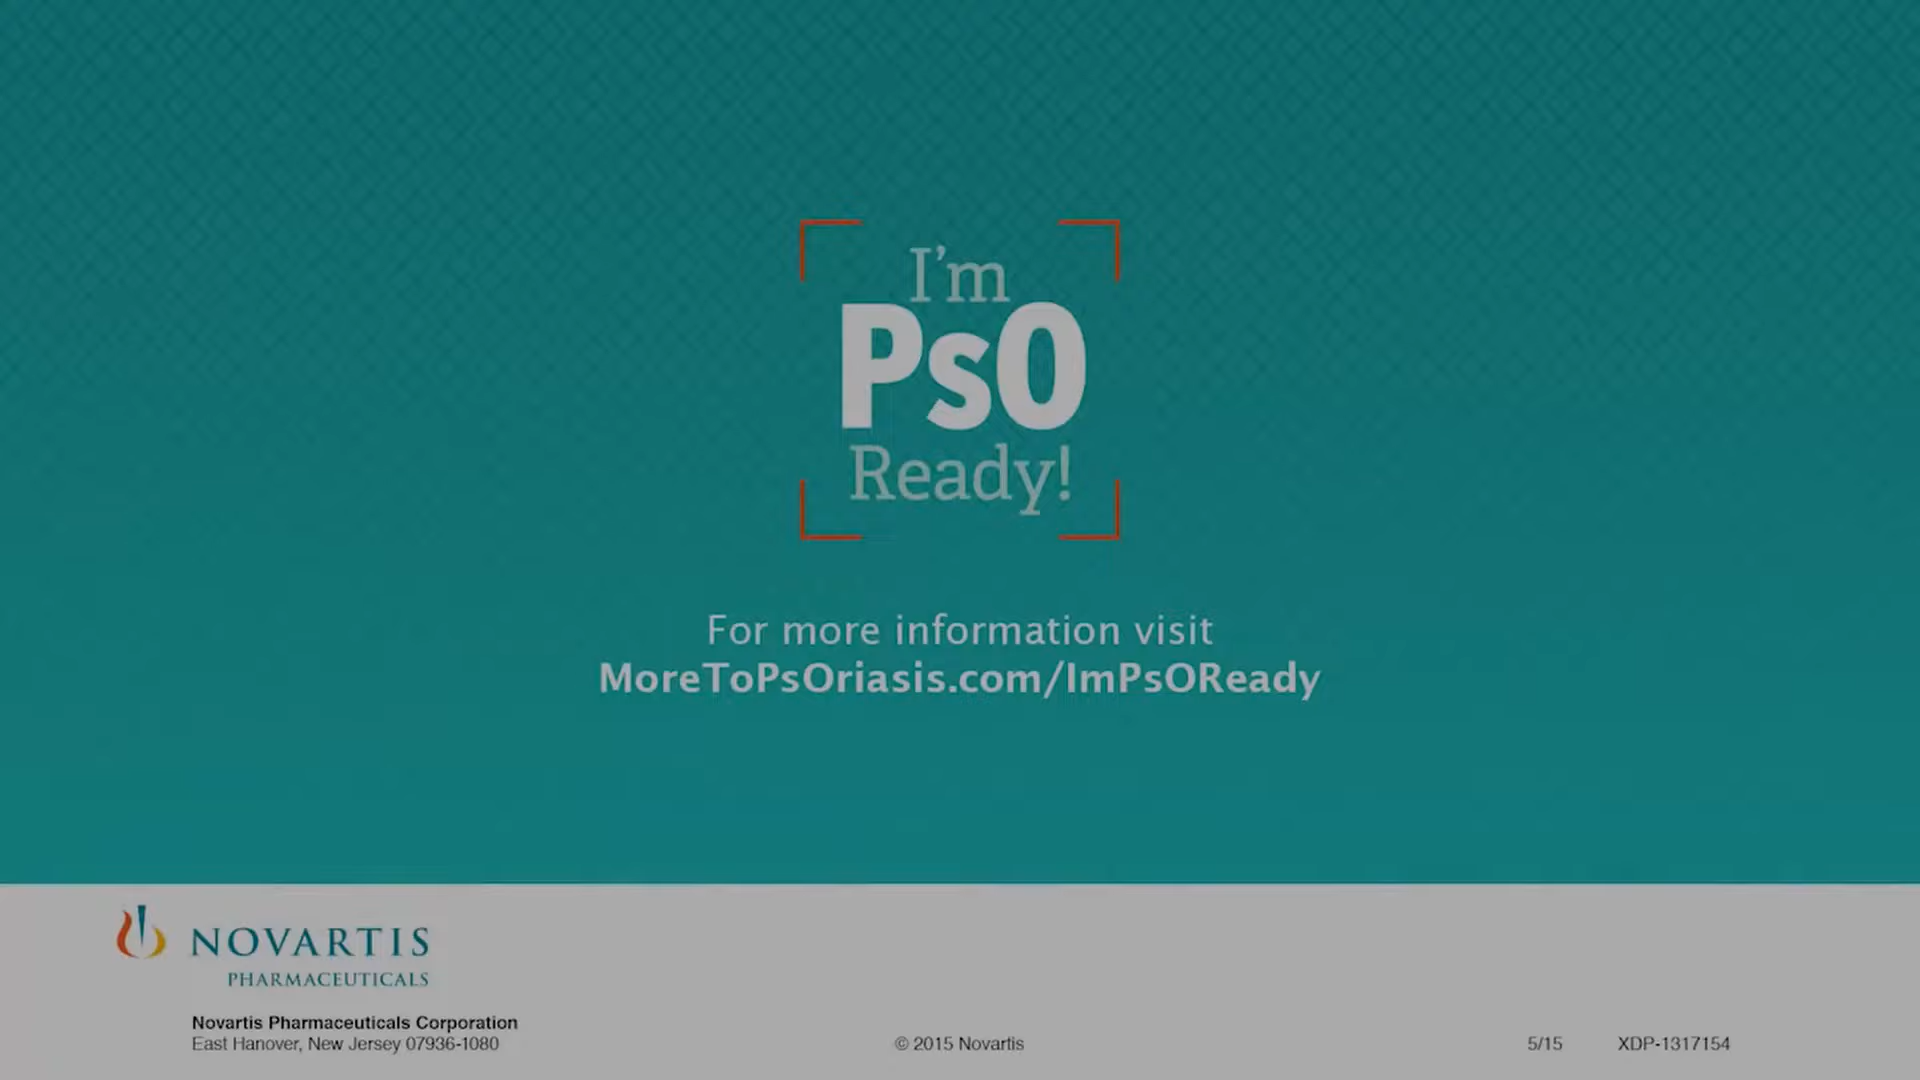 I'm
PsO
Ready!
For more information visit
MoreToPsOriasis.com/ImPsOReady
NOVARTIS
PHARMACEUTICALS
Novartis Pharmaceuticals Corporation
East Hanover, New Jersey 07936-1080
© 2015 Novartis
5/15 XDP-1317154